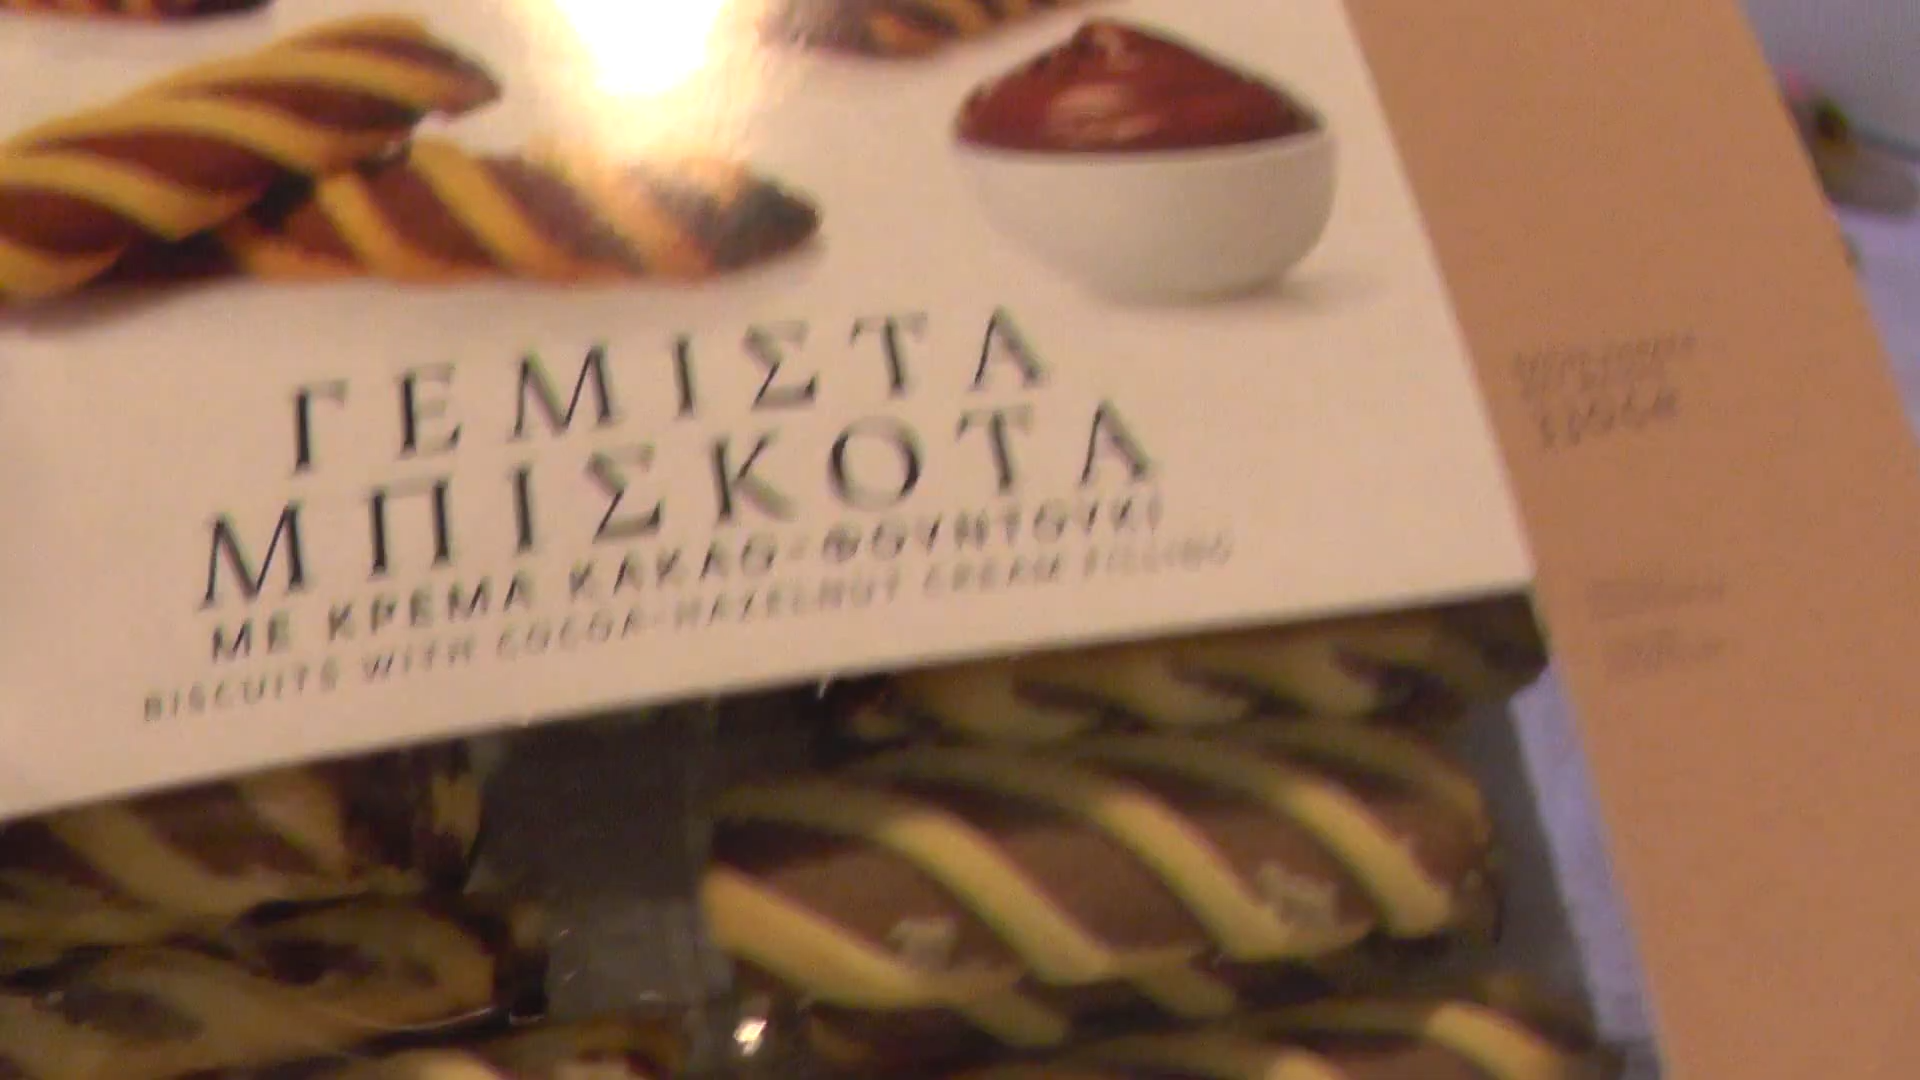 ΓΕΜΙΣΤΑ
ΜΠΙΣΚΟΤΑ
ΜΕ ΚΡΕΜΑ ΚΑΚΑΟ-ΦΟΥΝΤΟΥΚΙ
BISCUITS WITH COCOA-HAZELNUT CREAM FILLING